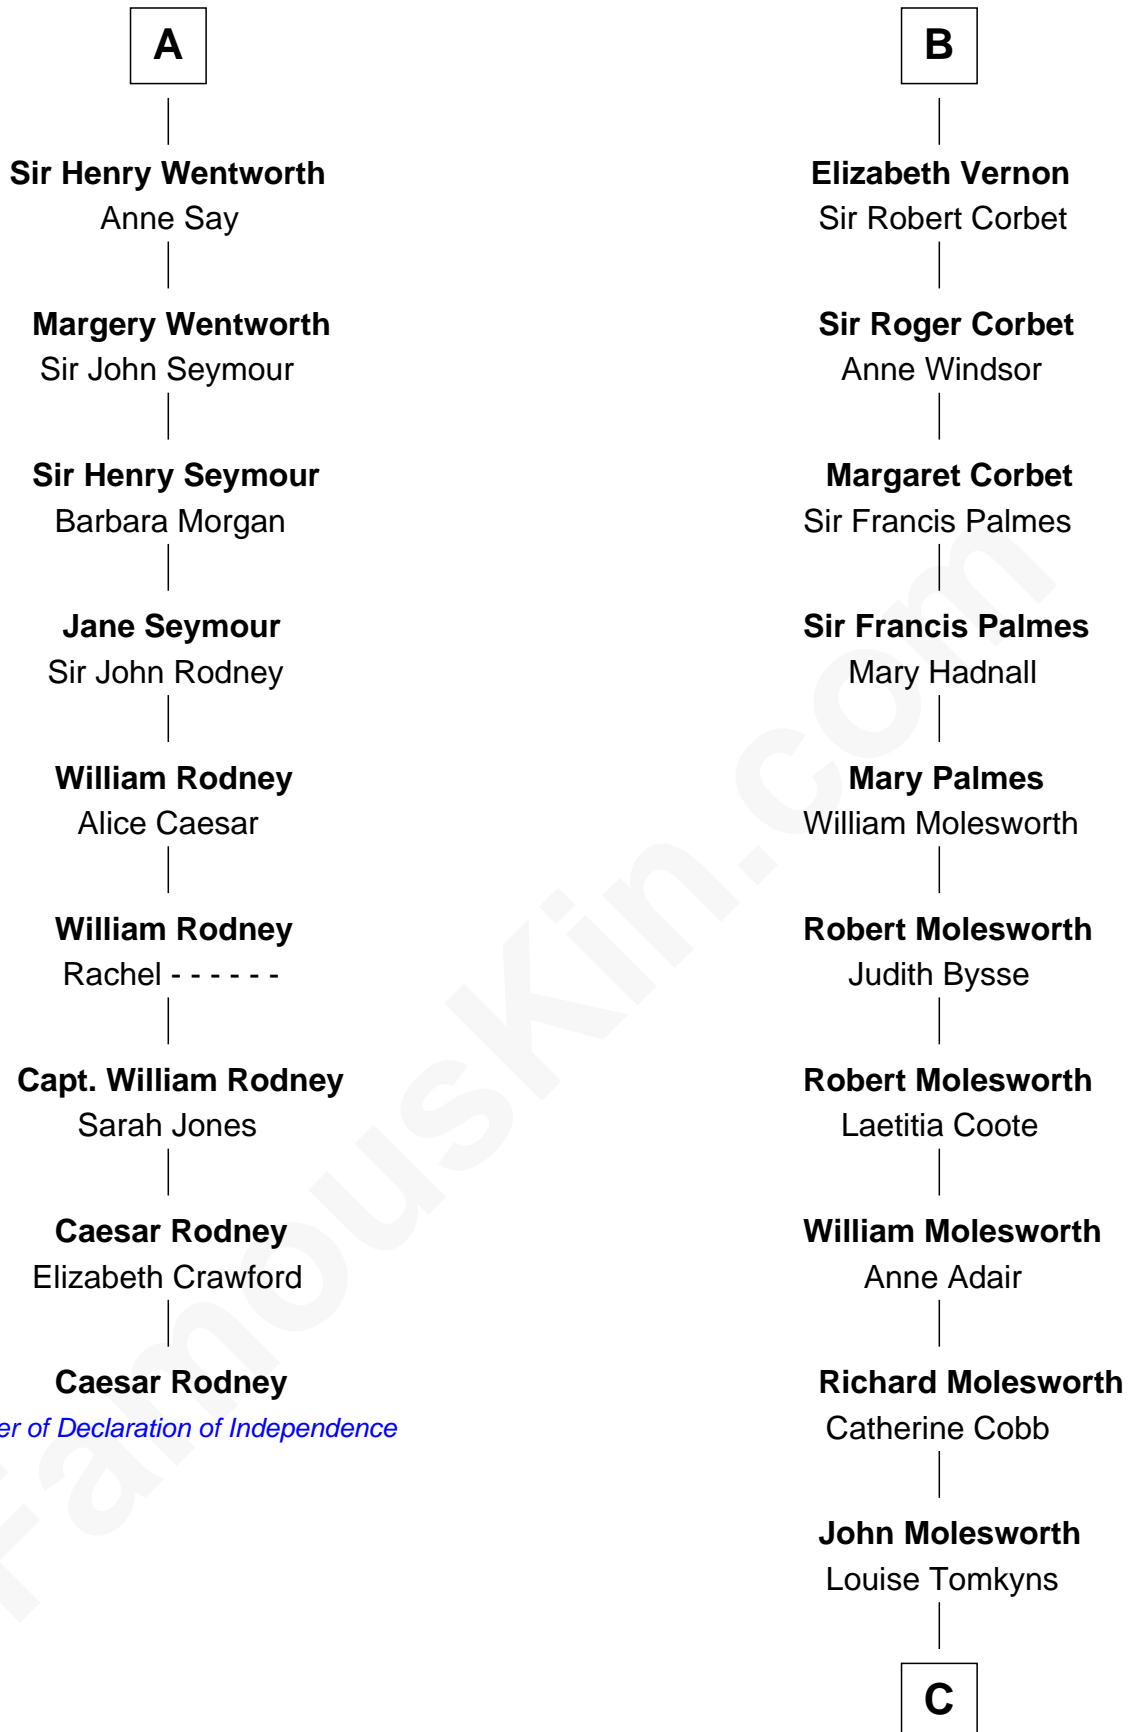 A
Sir Henry Wentworth
Anne Say
Margery Wentworth
Sir John Seymour
Sir Henry Seymour
Barbara Morgan
Jane Seymour
Sir John Rodney
William Rodney
Alice Caesar
William Rodney
Rachel - - - - - -
Capt. William Rodney
Sarah Jones
Caesar Rodney
Elizabeth Crawford
Caesar Rodney
er of Declaration of Independence
B
Elizabeth Vernon
Sir Robert Corbet
Sir Roger Corbet
Anne Windsor
Margaret Corbet
Sir Francis Palmes
Sir Francis Palmes
Mary Hadnall
Mary Palmes
William Molesworth
Robert Molesworth
Judith Bysse
Robert Molesworth
Laetitia Coote
William Molesworth
Anne Adair
Richard Molesworth
Catherine Cobb
John Molesworth
Louise Tomkyns
C
FamousKin.com